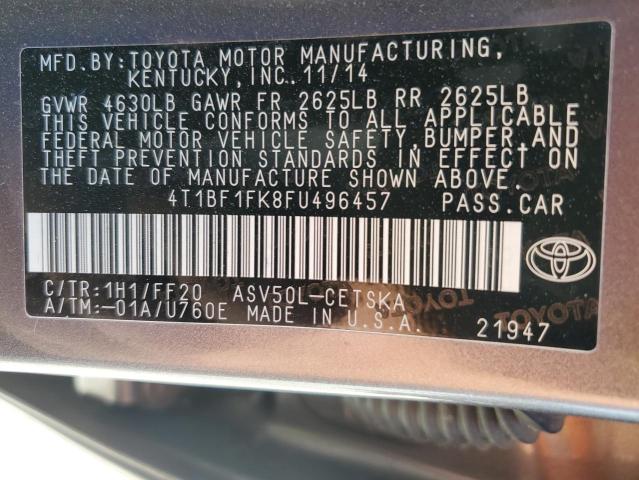 MFD.BY:TOYOTA MOTOR MANUFACTURING,
KENTUCKY, INC. 11/14
GVWR 4630LB GAWR FR 2625LB RR 2625LB
THIS VEHICLE CONFORMS TO ALL APPLICABLE
FEDERAL MOTOR VEHICLE SAFETY,BUMPER,AND
THEFT PREVENTION STANDARDS IN EFFECT ON
THE DATE OF MANUFACTURE SHOWN ABOVE.
4T1BF1FK8FU496457 PASS.CAR
TOYOTA
C/TR:1H1/FF20 ASV50L-CETSKA
A/TM:-01A/U760E MADE IN U.S.A.
21947
TOYOTA